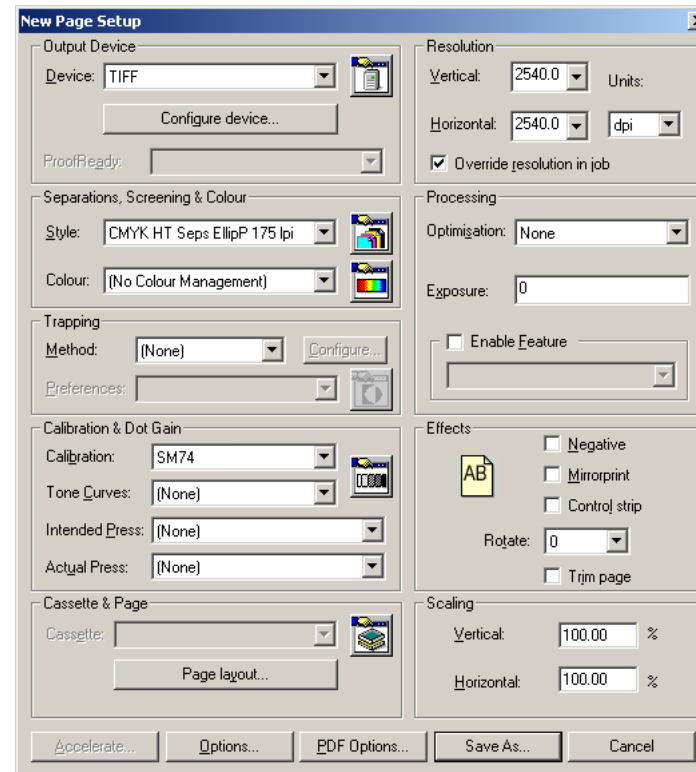 New Page Setup
Output Device
Device: TIFF
Configure device...
ProofReady:
Resolution
Vertical: 2540.0 Units:
Horizontal: 2540.0 dpi
Override resolution in job
Separations, Screening & Colour
Style: CMYK HT Seps EllipP 175 lpi
Colour: (No Colour Management)
Processing
Optimisation: None
Exposure: 0
Enable Feature
Trapping
Method: (None) Configure...
Preferences:
Calibration & Dot Gain
Calibration: SM74
Tone Curves: (None)
Intended Press: (None)
Actual Press: (None)
Effects
AB
Negative
Mirrorprint
Control strip
Rotate: 0
Trim page
Cassette & Page
Cassette:
Page layout...
Scaling
Vertical: 100.00 %
Horizontal: 100.00 %
Accelerate... Options... PDF Options... Save As... Cancel